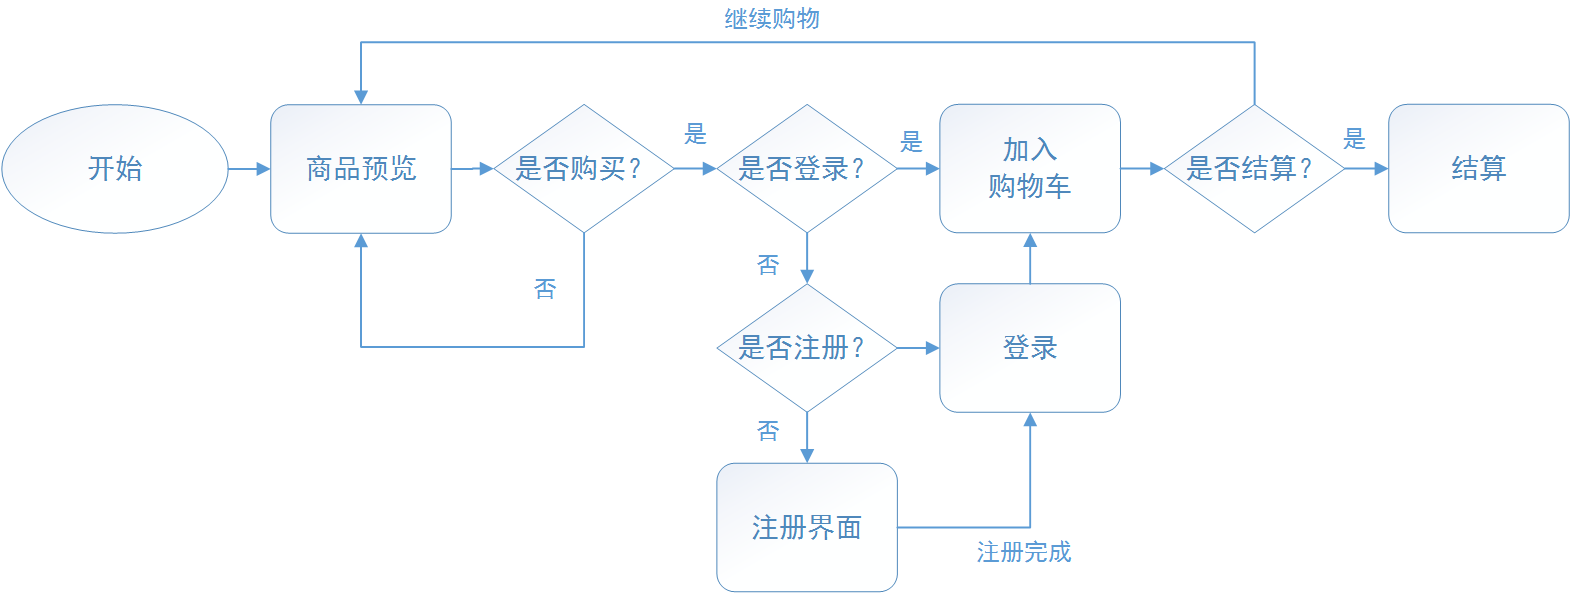 继续购物
开始
商品预览
是否购买?
是
是否登录?
是
加入
购物车
是否结算?
是
结算
否
否
是否注册?
登录
否
注册界面
注册完成